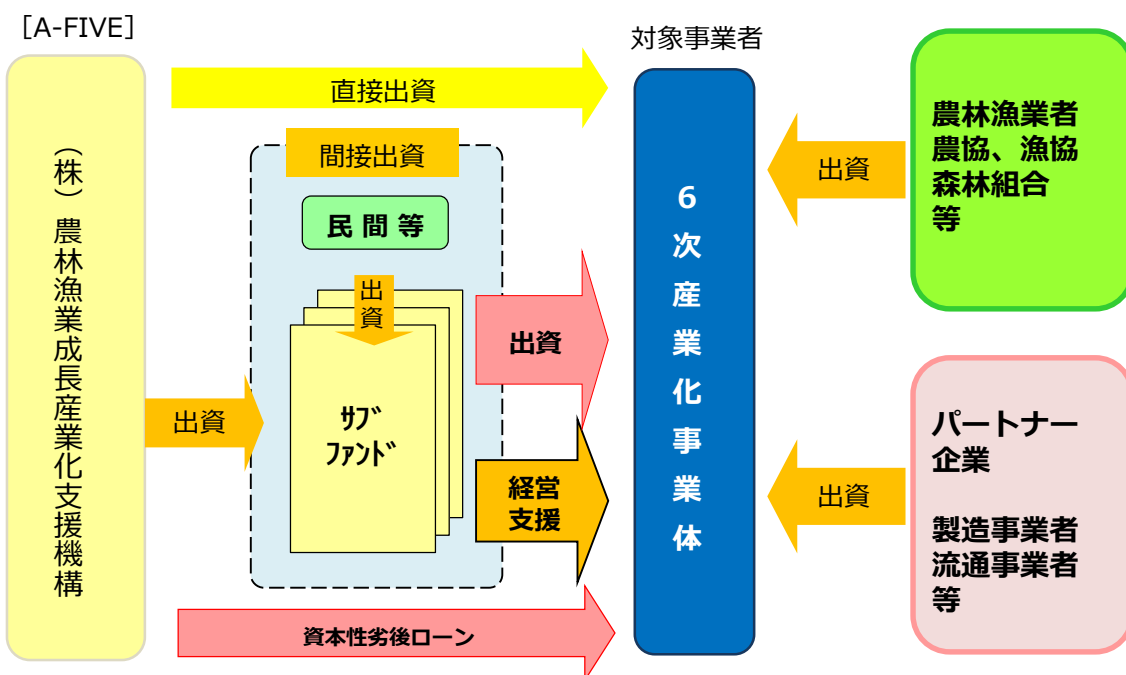 [A-FIVE]
(株)農林漁業成長産業化支援機構
直接出資
間接出資
民間等
出資
サブ
ファンド
出資
出資
経営
支援
資本性劣後ローン
対象事業者
6次産業化事業体
出資
農林漁業者
農協、漁協
森林組合
等
出資
パートナー
企業
製造事業者
流通事業者
等